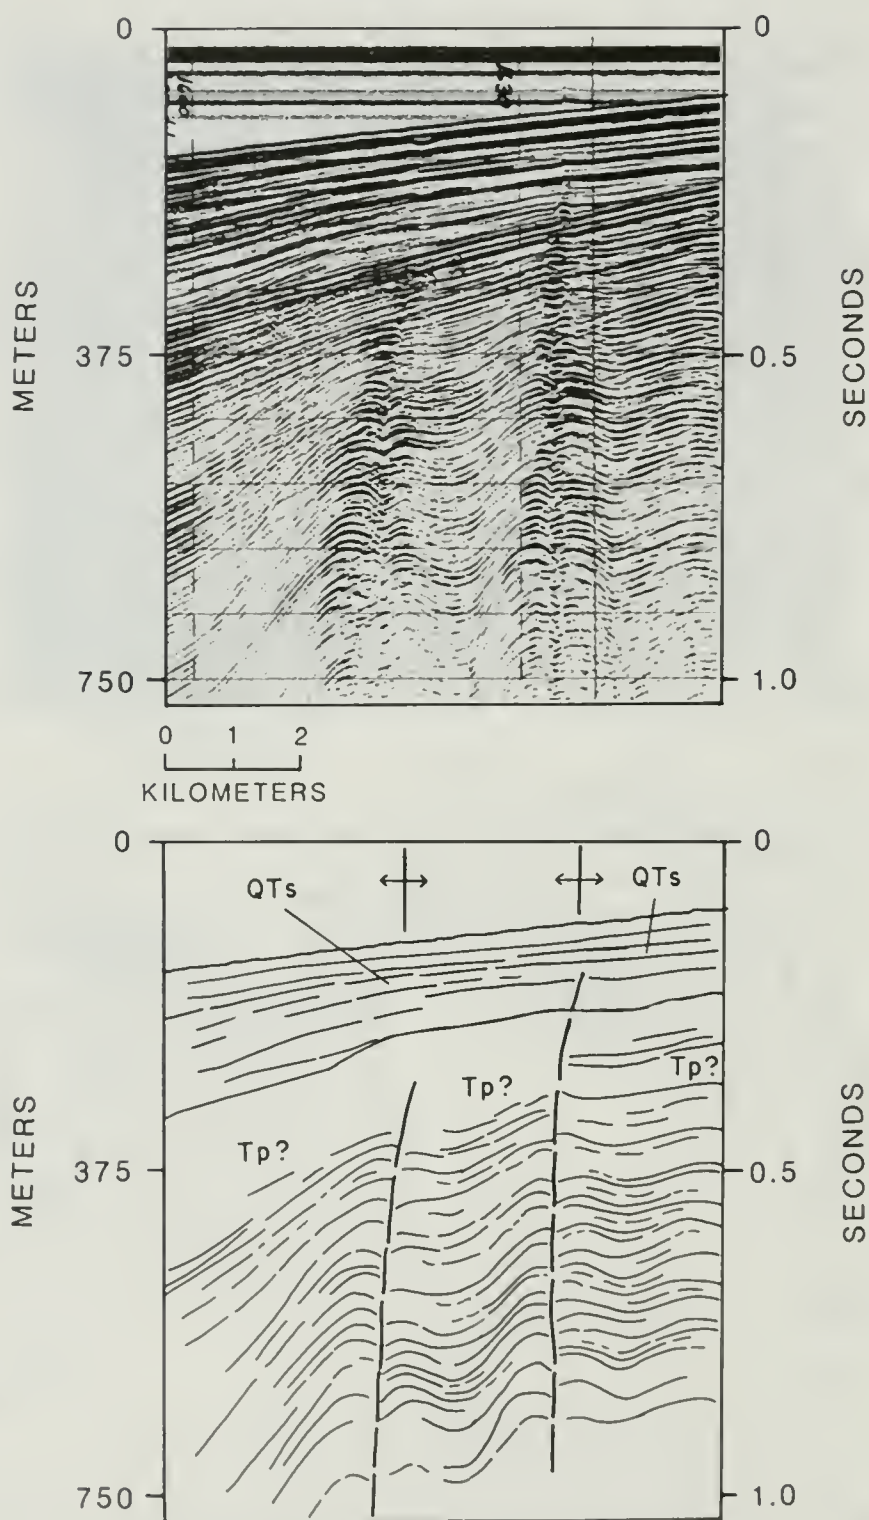 0 0
METERS
375 0.5
SECONDS
750 1.0
0 1 2
KILOMETERS
0 0
QTs QTs
Tp? Tp?
Tp?
METERS
375 0.5
SECONDS
750 1.0